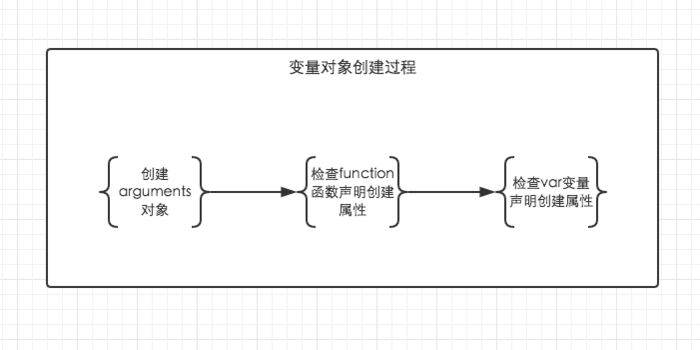 变量对象创建过程
创建
arguments
对象
检查function
函数声明创建
属性
检查var变量
声明创建属性